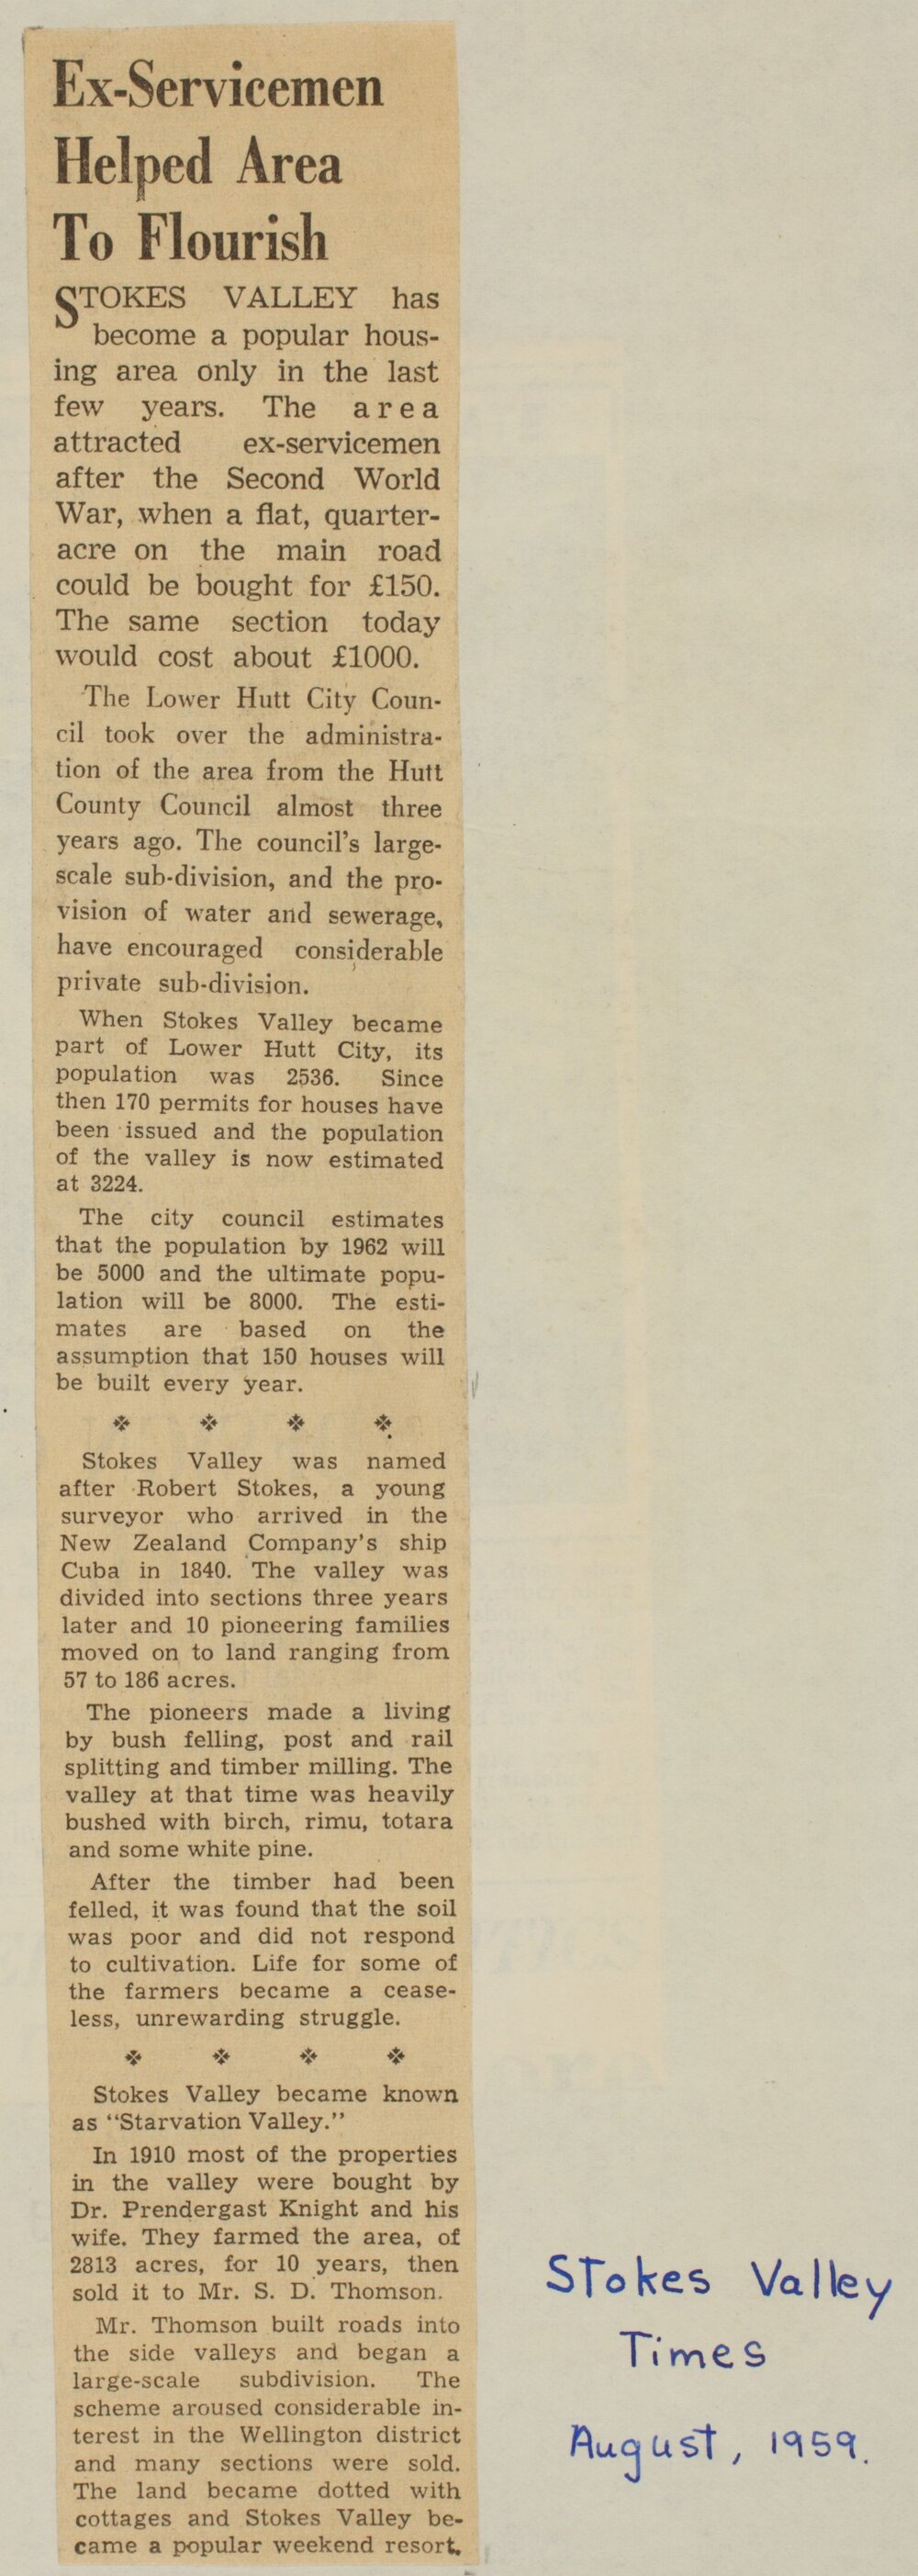 Ex-Servicemen
Helped Area
To Flourish
STOKES VALLEY has
become a popular hous-
ing area only in the last
few years. The area
attracted ex-servicemen
after the Second World
War, when a flat, quarter-
acre on the main road
could be bought for £150.
The same section today
would cost about £1000.
The Lower Hutt City Coun-
cil took over the administra-
tion of the area from the Hutt
County Council almost three
years ago. The council's large-
scale sub-division, and the pro-
vision of water and sewerage,
have encouraged considerable
private sub-division.
When Stokes Valley became
part of Lower Hutt City, its
population was 2536. Since
then 170 permits for houses have
been issued and the population
of the valley is now estimated
at 3224.
The city council estimates
that the population by 1962 will
be 5000 and the ultimate popu-
lation will be 8000. The esti-
mates are based on the
assumption that 150 houses will
be built every year.
Stokes Valley was named
after Robert Stokes, a young
surveyor who arrived in the
New Zealand Company's ship
Cuba in 1840. The valley was
divided into sections three years
later and 10 pioneering families
moved on to land ranging from
57 to 186 acres.
The pioneers made a living
by bush felling, post and rail
splitting and timber milling. The
valley at that time was heavily
bushed with birch, rimu, totara
and some white pine.
After the timber had been
felled, it was found that the soil
was poor and did not respond
to cultivation. Life for some of
the farmers became a cease-
less, unrewarding struggle.
Stokes Valley became known
as "Starvation Valley."
In 1910 most of the properties
in the valley were bought by
Dr. Prendergast Knight and his
wife. They farmed the area, of
2813 acres, for 10 years, then
sold it to Mr. S. D. Thomson.
Mr. Thomson built roads into
the side valleys and began a
large-scale subdivision. The
scheme aroused considerable in-
terest in the Wellington district
and many sections were sold.
The land became dotted with
cottages and Stokes Valley be-
came a popular weekend resort.
Stokes Valley
Times
August, 1959.